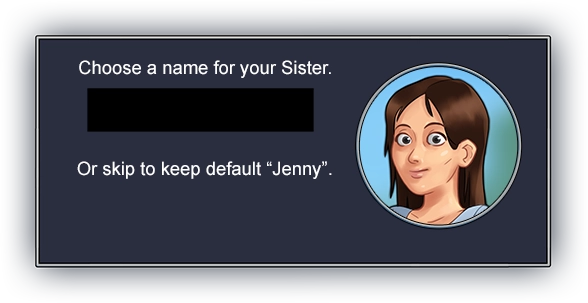 Choose a name for your Sister.
Or skip to keep default “Jenny”.